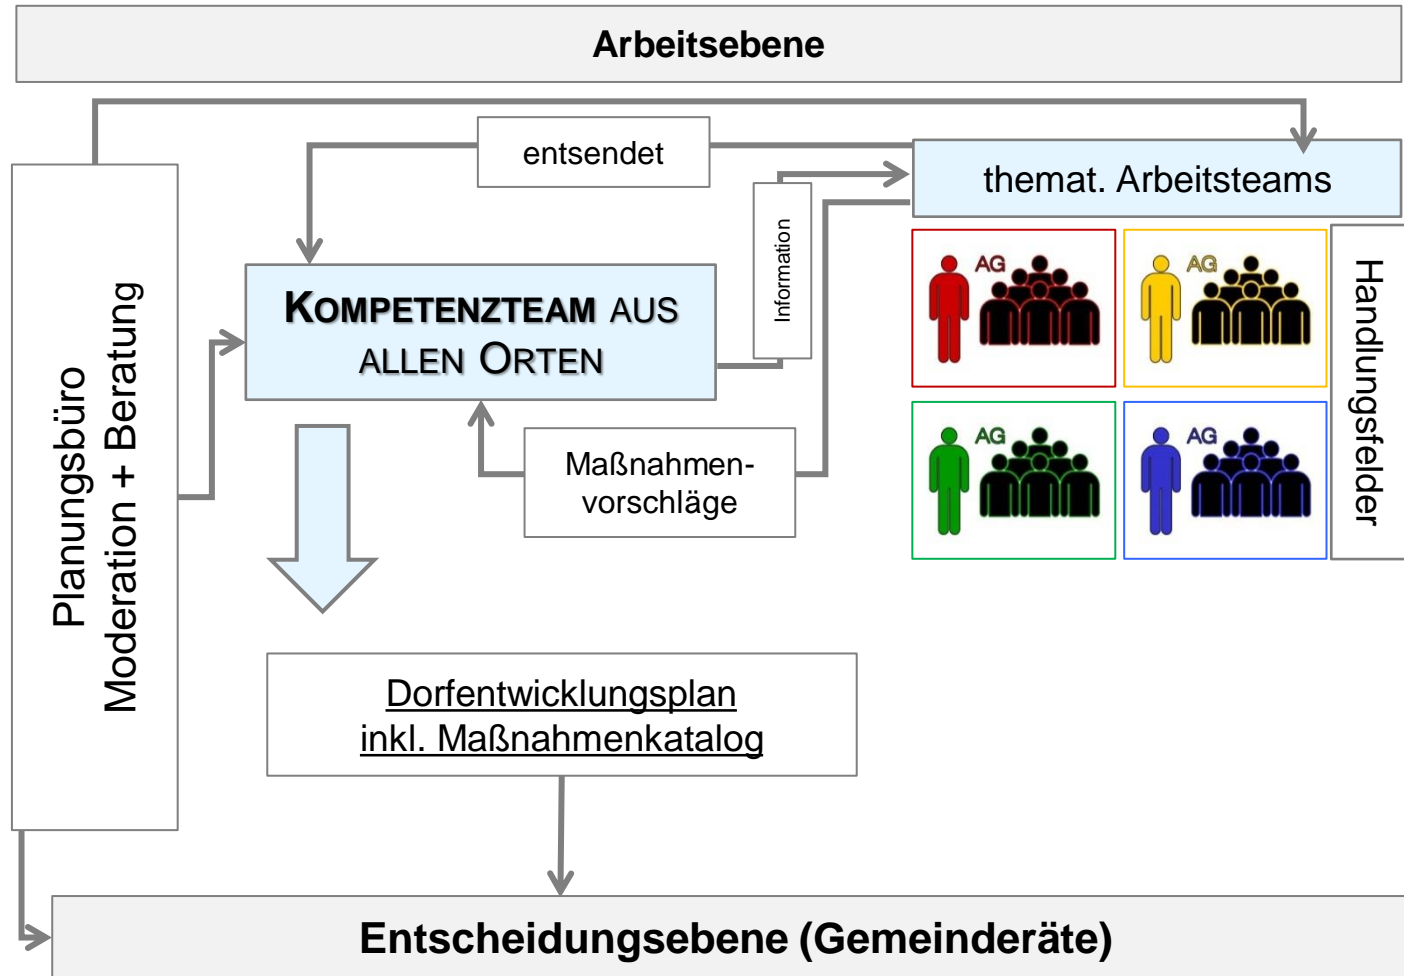 Arbeitsebene
entsendet
themat. Arbeitsteams
Information
KOMPETENZTEAM AUS
ALLEN ORTEN
Planungsbüro
Moderation + Beratung
AG
AG
AG
AG
Handlungsfelder
Maßnahmen-
vorschläge
Dorfentwicklungsplan
inkl. Maßnahmenkatalog
Entscheidungsebene (Gemeinderäte)